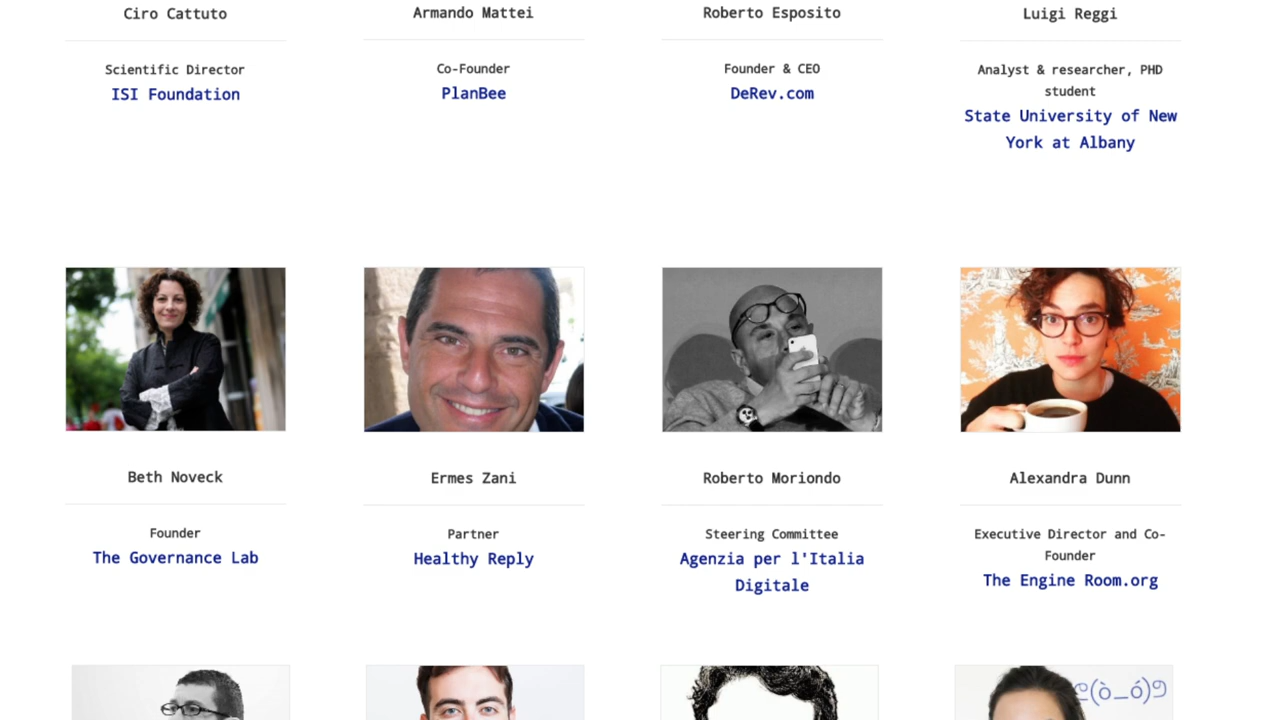 Ciro Cattuto
Armando Mattei
Roberto Esposito
Luigi Reggi
Scientific Director
ISI Foundation
Co-Founder
PlanBee
Founder & CEO
DeRev.com
Analyst & researcher, PHD
student
State University of New
York at Albany
Beth Noveck
Ermes Zani
Roberto Moriondo
Alexandra Dunn
Founder
The Governance Lab
Partner
Healthy Reply
Steering Committee
Agenzia per l'Italia
Digitale
Executive Director and Co-
Founder
The Engine Room.org